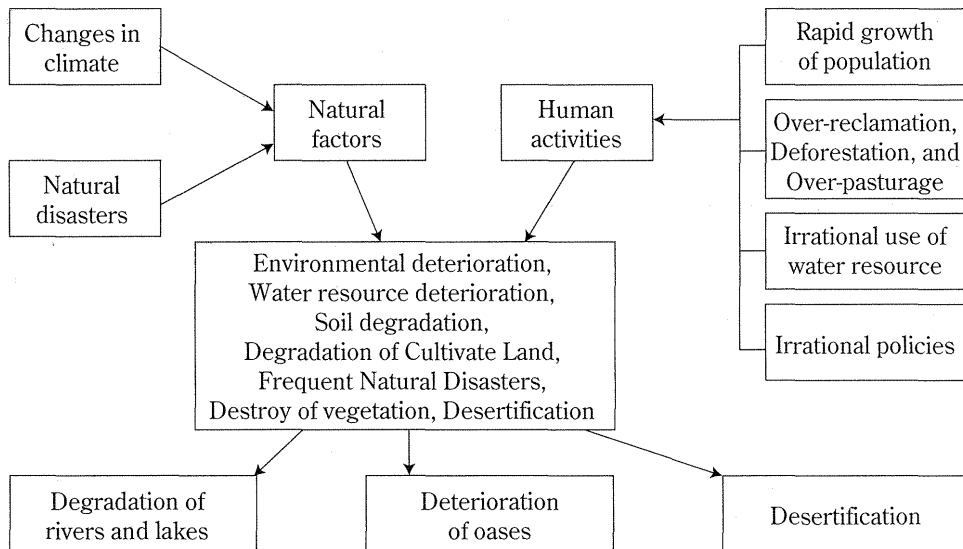 Changes in
climate
Natural
disasters
Natural
factors
Human
activities
Rapid growth
of population
Over-reclamation,
Deforestation, and
Over-pasturage
Irrational use of
water resource
Irrational policies
Environmental deterioration,
Water resource deterioration,
Soil degradation,
Degradation of Cultivate Land,
Frequent Natural Disasters,
Destroy of vegetation, Desertification
Degradation of
rivers and lakes
Deterioration
of oases
Desertification